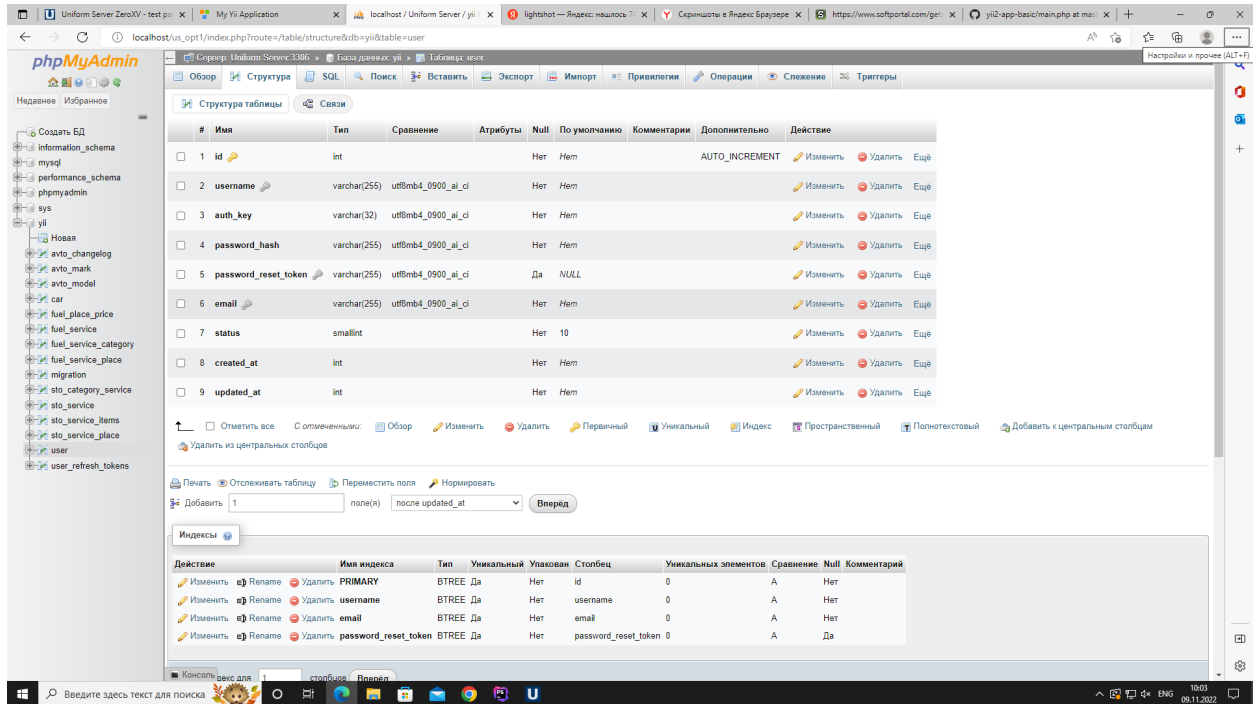 Uniform Server ZeroXV - test pa
My Yii Application
localhost / Uniform Server / yii /
lightshot — Яндекс: нашлось 7
Скриншоты в Яндекс Браузере
https://www.softportal.com/get
yii2-app-basic/main.php at mas
localhost/us_opt1/index.php?route=/table/structure&db=yii&table=user
Настройки и прочее (ALT+F)
phpMyAdmin
Недавнее Избранное
Создать БД
information_schema
mysql
performance_schema
phpmyadmin
sys
yii
Новая
avto_changelog
avto_mark
avto_model
car
fuel_place_price
fuel_service
fuel_service_category
fuel_service_place
migration
sto_category_service
sto_service
sto_service_items
sto_service_place
user
user_refresh_tokens
Сервер: Uniform Server:3306 » База данных: yii » Таблица: user
Обзор Структура SQL Поиск Вставить Экспорт Импорт Привилегии Операции Слежение Триггеры
Структура таблицы Связи
# Имя Тип Сравнение Атрибуты Null По умолчанию Комментарии Дополнительно Действие
1 id int Нет Нет AUTO_INCREMENT Изменить Удалить Ещё
2 username varchar(255) utf8mb4_0900_ai_ci Нет Нет Изменить Удалить Ещё
3 auth_key varchar(32) utf8mb4_0900_ai_ci Нет Нет Изменить Удалить Ещё
4 password_hash varchar(255) utf8mb4_0900_ai_ci Нет Нет Изменить Удалить Ещё
5 password_reset_token varchar(255) utf8mb4_0900_ai_ci Да NULL Изменить Удалить Ещё
6 email varchar(255) utf8mb4_0900_ai_ci Нет Нет Изменить Удалить Ещё
7 status smallint Нет 10 Изменить Удалить Ещё
8 created_at int Нет Нет Изменить Удалить Ещё
9 updated_at int Нет Нет Изменить Удалить Ещё
Отметить все С отмеченными: Обзор Изменить Удалить Первичный Уникальный Индекс Пространственный Полнотекстовый Добавить к центральным столбцам
Удалить из центральных столбцов
Печать Отслеживать таблицу Переместить поля Нормировать
Добавить 1 поле(я) после updated_at Вперёд
Индексы
Действие Имя индекса Тип Уникальный Упакован Столбец Уникальных элементов Сравнение Null Комментарий
Изменить Rename Удалить PRIMARY BTREE Да Нет id 0 A Нет
Изменить Rename Удалить username BTREE Да Нет username 0 A Нет
Изменить Rename Удалить email BTREE Да Нет email 0 A Нет
Изменить Rename Удалить password_reset_token BTREE Да Нет password_reset_token 0 A Да
Консоль 1 столбцов Вперёд
Введите здесь текст для поиска
ENG 10:03
09.11.2022